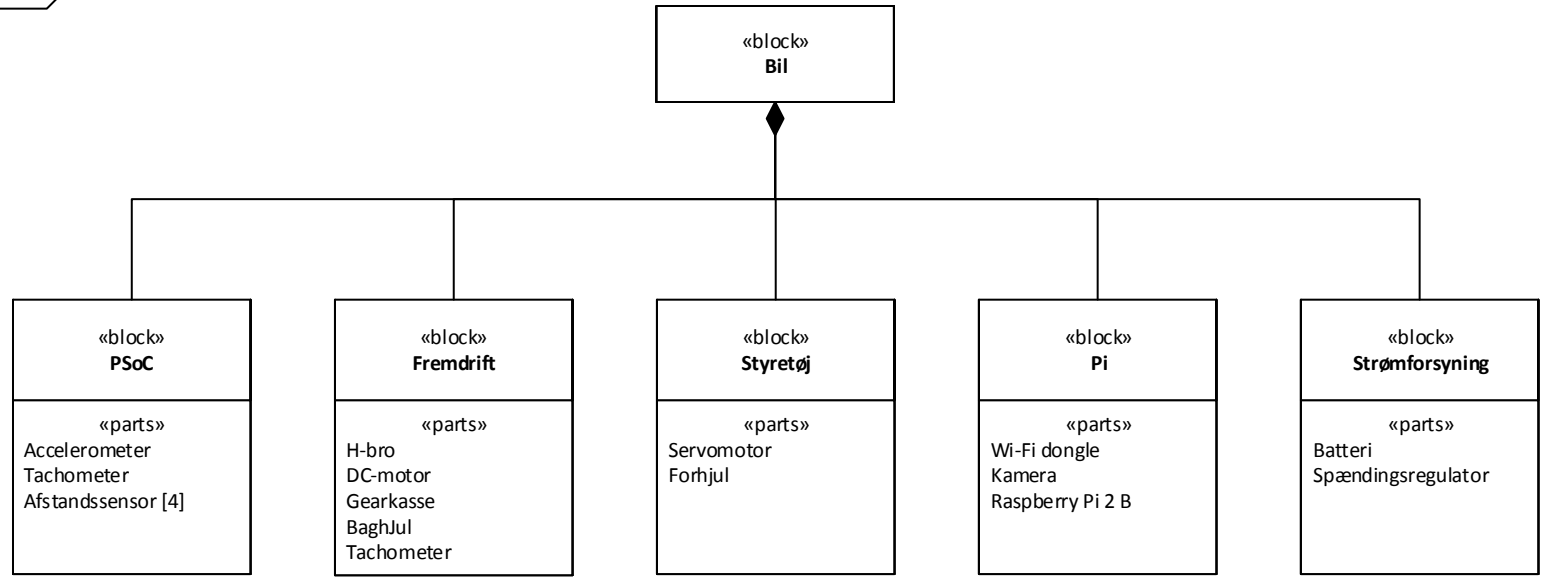 «block»
Bil
«block»
PSoC
«parts»
Accelerometer
Tachometer
Afstandssensor [4]
«block»
Fremdrift
«parts»
H-bro
DC-motor
Gearkasse
BaghJul
Tachometer
«block»
Styretøj
«parts»
Servomotor
Forhjul
«block»
Pi
«parts»
Wi-Fi dongle
Kamera
Raspberry Pi 2 B
«block»
Strømforsyning
«parts»
Batteri
Spændingsregulator